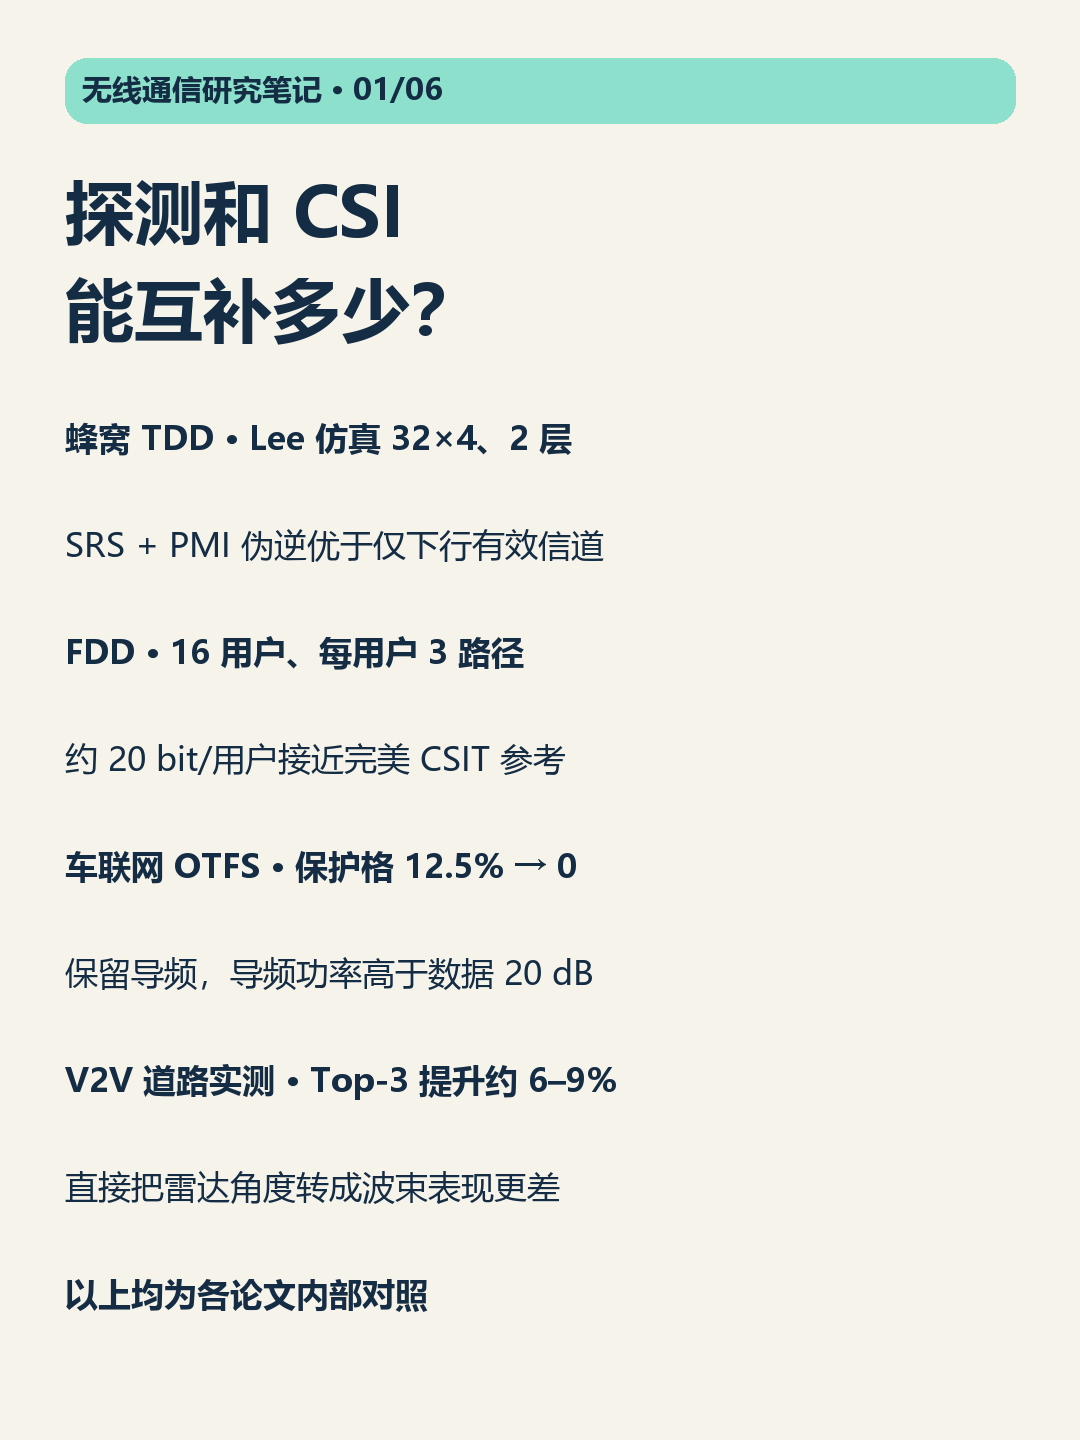 无线通信研究笔记 • 01/06
探测和 CSI
能互补多少？
蜂窝 TDD • Lee 仿真 32×4、2 层
SRS + PMI 伪逆优于仅下行有效信道
FDD • 16 用户、每用户 3 路径
约 20 bit/用户接近完美 CSIT 参考
车联网 OTFS • 保护格 12.5% → 0
保留导频，导频功率高于数据 20 dB
V2V 道路实测 • Top-3 提升约 6–9%
直接把雷达角度转成波束表现更差
以上均为各论文内部对照